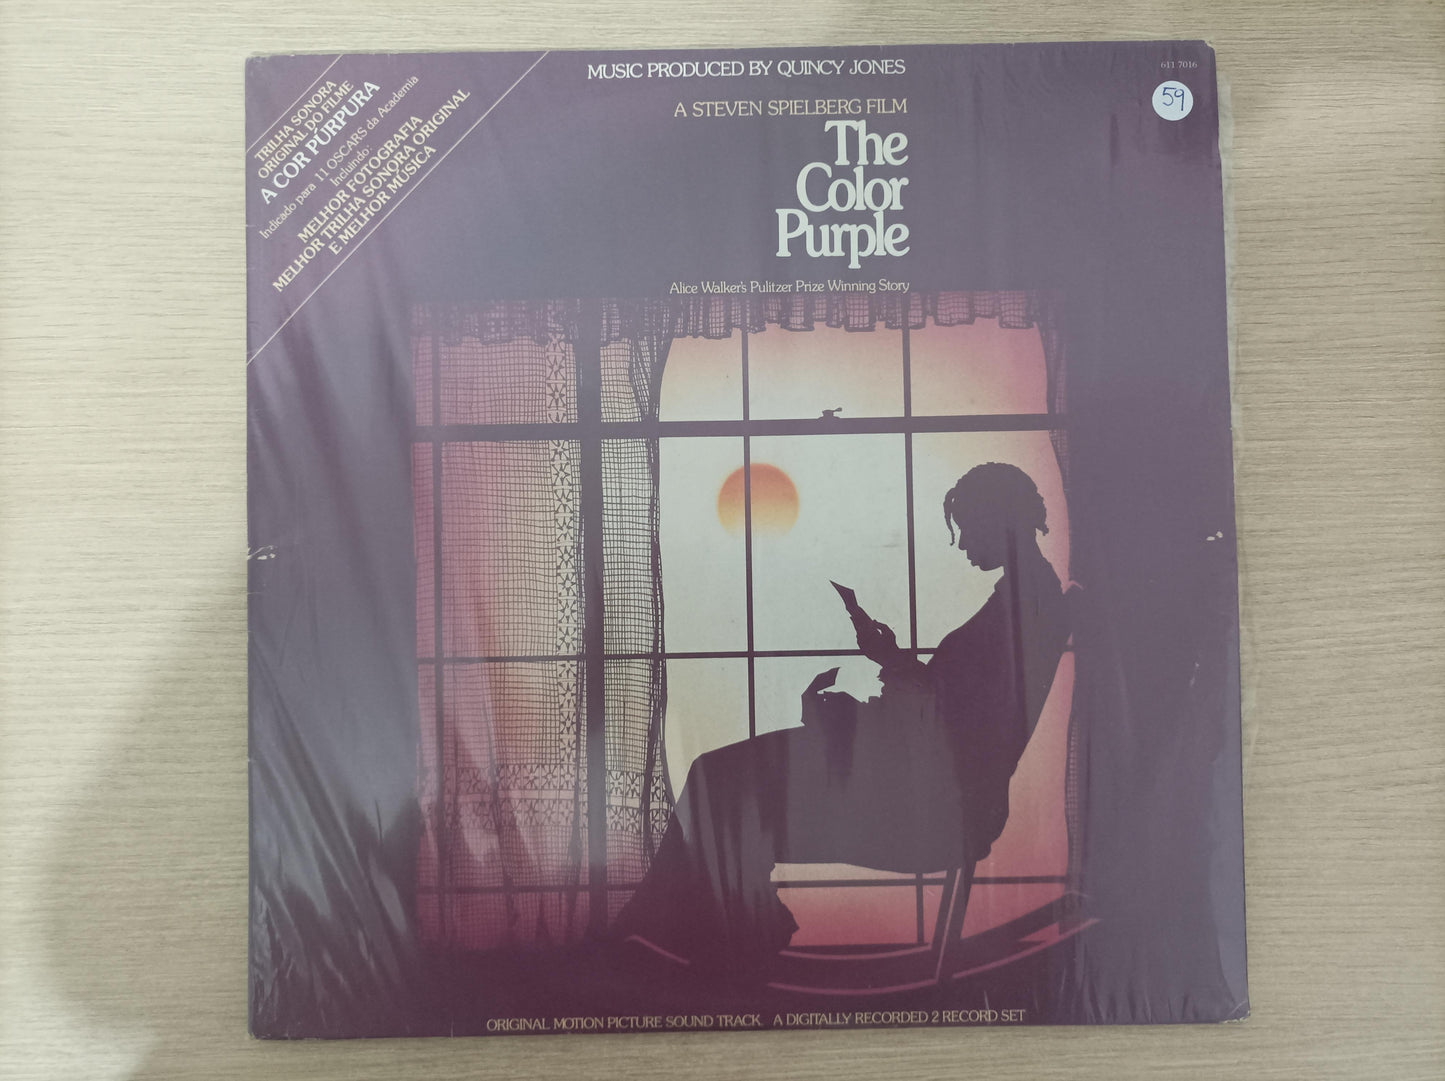 TRILHA SONORA
ORIGINAL DO FILME
A COR PÚRPURA
Indicado para 11 OSCARS da Academia
Incluindo:
MELHOR FOTOGRAFIA
MELHOR TRILHA SONORA ORIGINAL
E MELHOR MÚSICA
MUSIC PRODUCED BY QUINCY JONES
611 7016
59
A STEVEN SPIELBERG FILM
The
Color
Purple
Alice Walker's Pulitzer Prize Winning Story
ORIGINAL MOTION PICTURE SOUND TRACK A DIGITALLY RECORDED 2 RECORD SET